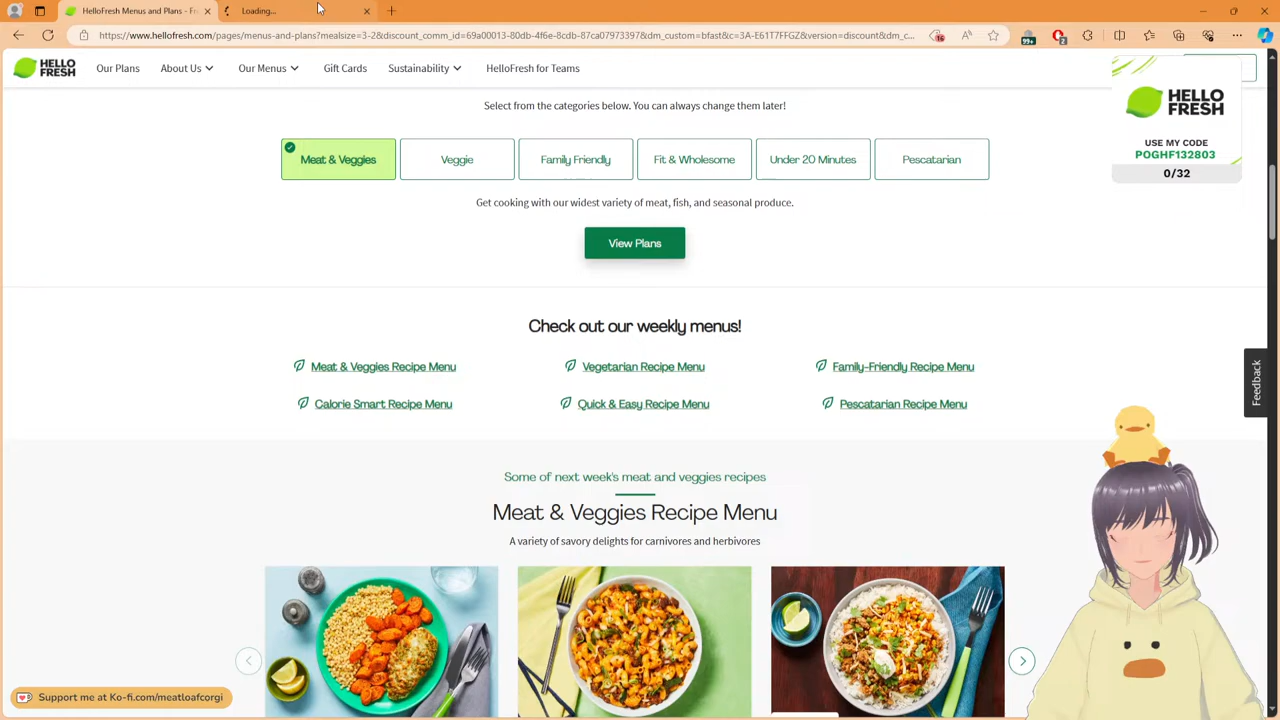 HelloFresh Menus and Plans - Fr
Loading...
https://www.hellofresh.com/pages/menus-and-plans?mealsize=3-2&discount_comm_id=69a00013-80db-4f6e-8cdb-87ca07973397&dm_custom=bfast&c=3A-E61T7FFGZ&version=discount&dm_c...
16
99+
2
HELLO
FRESH
Our Plans
About Us
Our Menus
Gift Cards
Sustainability
HelloFresh for Teams
HELLO
FRESH
USE MY CODE
POGHF132803
0/32
Select from the categories below. You can always change them later!
Meat & Veggies
Veggie
Family Friendly
Fit & Wholesome
Under 20 Minutes
Pescatarian
Get cooking with our widest variety of meat, fish, and seasonal produce.
View Plans
Check out our weekly menus!
Meat & Veggies Recipe Menu
Vegetarian Recipe Menu
Family-Friendly Recipe Menu
Calorie Smart Recipe Menu
Quick & Easy Recipe Menu
Pescatarian Recipe Menu
Feedback
Some of next week's meat and veggies recipes
Meat & Veggies Recipe Menu
A variety of savory delights for carnivores and herbivores
Support me at Ko-fi.com/meatloafcorgi